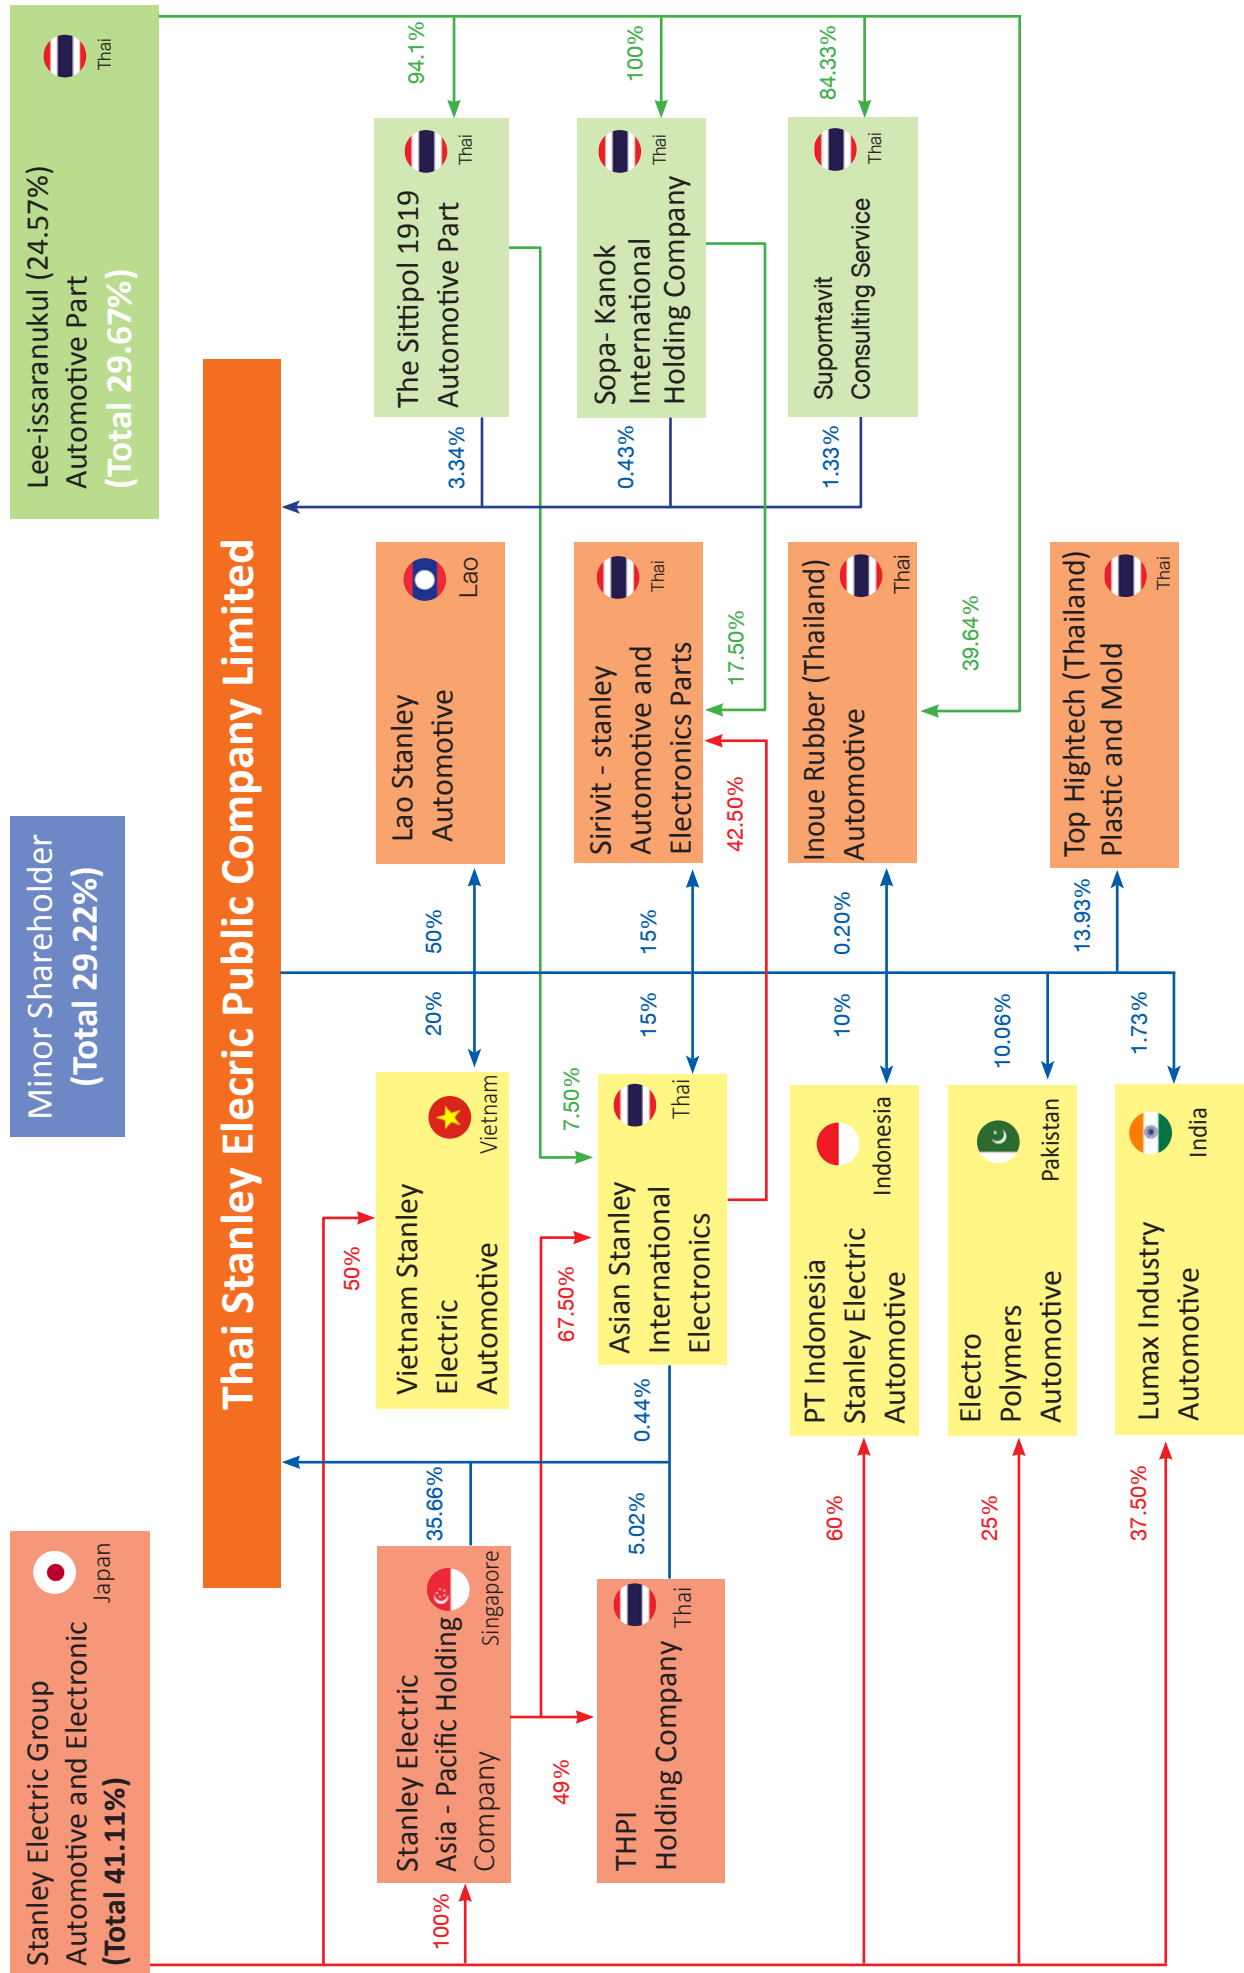 Stanley Electric Group
Automotive and Electronic
(Total 41.11%)
Japan
Minor Shareholder
(Total 29.22%)
Lee-issaranukul (24.57%)
Automotive Part
(Total 29.67%)
Thai
Thai Stanley Elecric Public Company Limited
50%
100%
Stanley Electric
Asia - Pacific Holding
Company
Singapore
35.66%
Vietnam Stanley
Electric
Automotive
Vietnam
20%
50%
Lao Stanley
Automotive
Lao
3.34%
The Sittipol 1919
Automotive Part
Thai
94.1%
49%
67.50%
7.50%
THPI
Holding Company
Thai
5.02%
0.44%
Asian Stanley
International
Electronics
Thai
15%
15%
Sirivit - stanley
Automotive and
Electronics Parts
Thai
0.43%
Sopa- Kanok
International
Holding Company
Thai
100%
42.50%
17.50%
60%
PT Indonesia
Stanley Electric
Automotive
Indonesia
10%
0.20%
Inoue Rubber (Thailand)
Automotive
Thai
1.33%
Suporntavit
Consulting Service
Thai
84.33%
39.64%
25%
Electro
Polymers
Automotive
Pakistan
10.06%
13.93%
Top Hightech (Thailand)
Plastic and Mold
Thai
37.50%
Lumax Industry
Automotive
India
1.73%